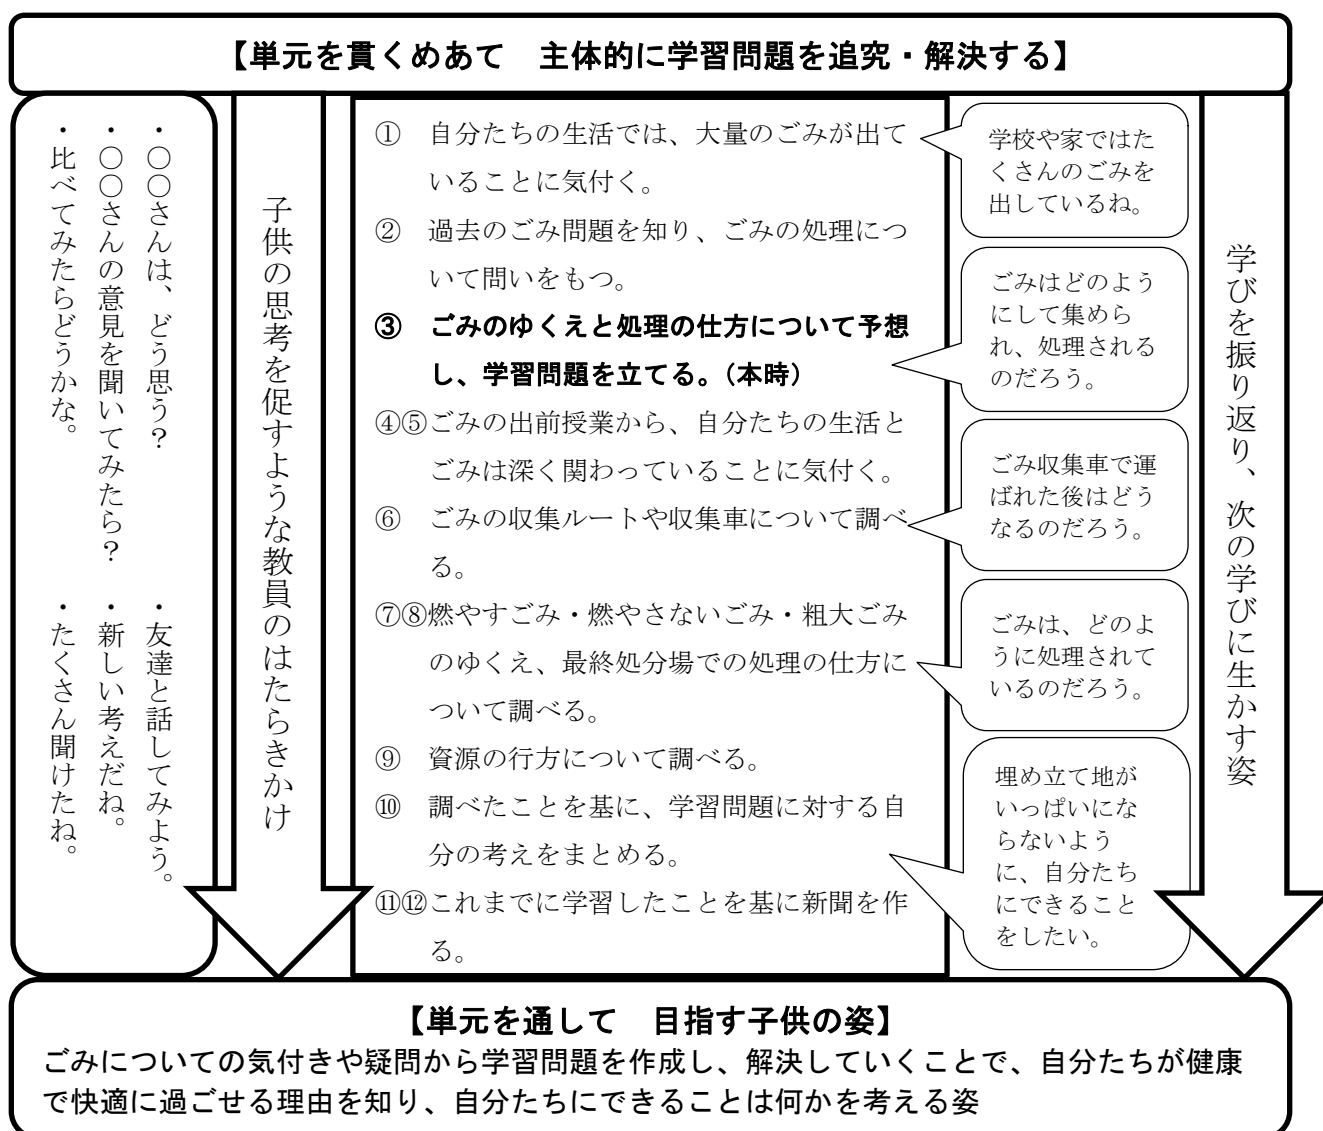 【単元を貫くめあて　主体的に学習問題を追究・解決する】
・〇〇さんは、どう思う？
・〇〇さんの意見を聞いてみたら？
・比べてみたらどうかな。
・友達と話してみよう。
・新しい考えだね。
・たくさん聞けたね。
子供の思考を促すような教員のはたらきかけ
①　自分たちの生活では、大量のごみが出て
いることに気付く。
②　過去のごみ問題を知り、ごみの処理につ
いて問いをもつ。
③　ごみのゆくえと処理の仕方について予想
し、学習問題を立てる。（本時）
④⑤ごみの出前授業から、自分たちの生活と
ごみは深く関わっていることに気付く。
⑥　ごみの収集ルートや収集車について調べ
る。
⑦⑧燃やすごみ・燃やさないごみ・粗大ごみ
のゆくえ、最終処分場での処理の仕方に
ついて調べる。
⑨　資源の行方について調べる。
⑩　調べたことを基に、学習問題に対する自
分の考えをまとめる。
⑪⑫これまでに学習したことを基に新聞を作
る。
学校や家ではた
くさんのごみを
出しているね。
ごみはどのよう
にして集めら
れ、処理される
のだろう。
ごみ収集車で運
ばれた後はどう
なるのだろう。
ごみは、どのよ
うに処理されて
いるのだろう。
埋め立て地が
いっぱいにな
らないよう
に、自分たち
にできること
をしたい。
学びを振り返り、次の学びに生かす姿
【単元を通して　目指す子供の姿】
ごみについての気付きや疑問から学習問題を作成し、解決していくことで、自分たちが健康
で快適に過ごせる理由を知り、自分たちにできることは何かを考える姿